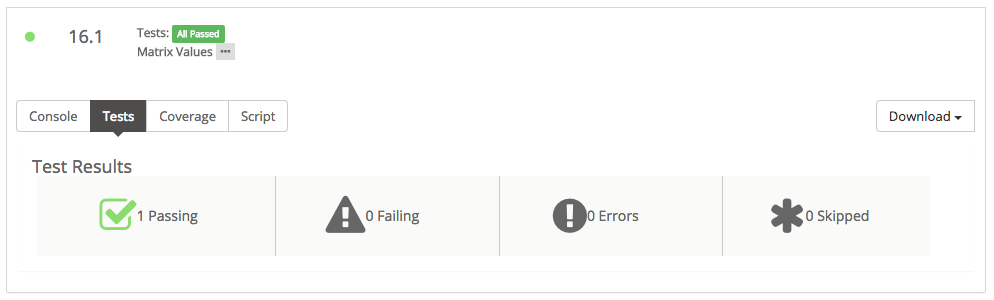 16.1
Tests: All Passed
Matrix Values •••
Console Tests Coverage Script Download
Test Results
1 Passing 0 Failing 0 Errors 0 Skipped